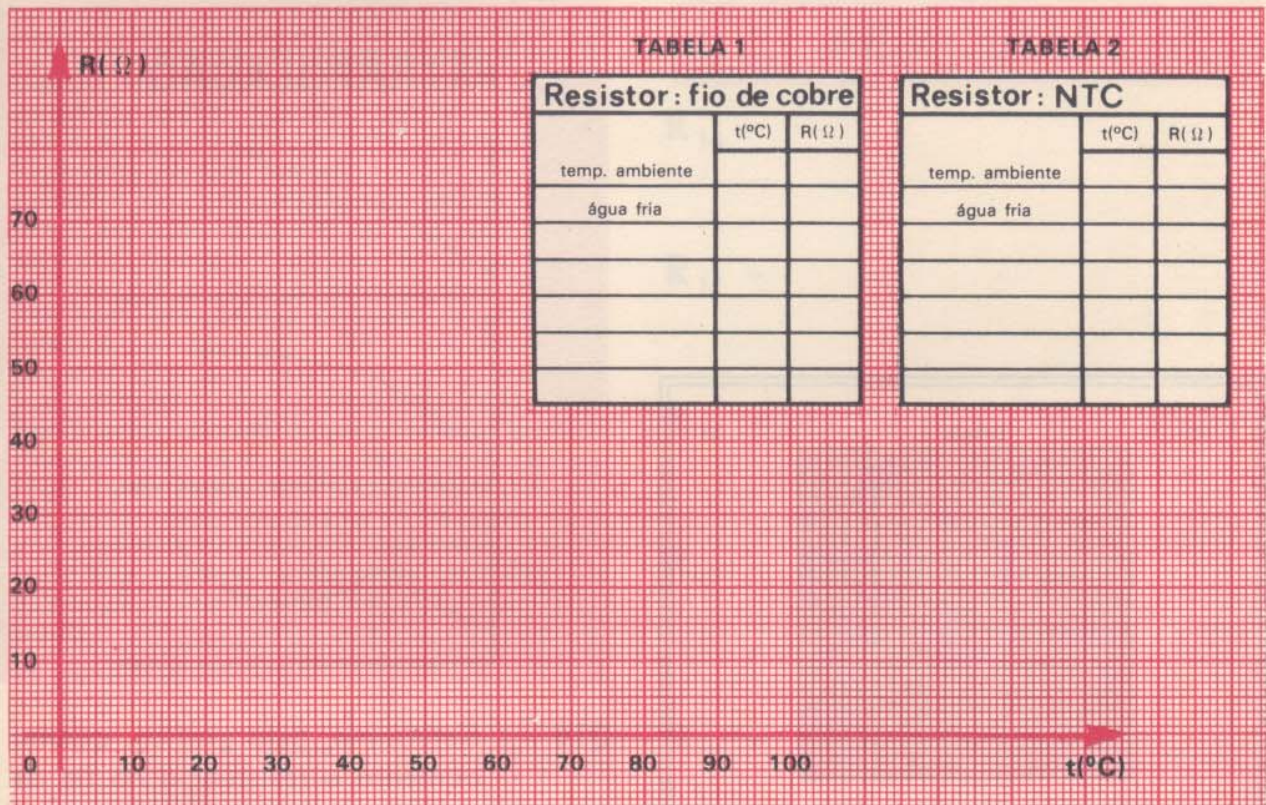 R(Ω)
TABELA 1
Resistor: fio de cobre
t(ºC) R(Ω)
temp. ambiente
água fria
TABELA 2
Resistor: NTC
t(ºC) R(Ω)
temp. ambiente
água fria
70
60
50
40
30
20
10
0 10 20 30 40 50 60 70 80 90 100 t(ºC)